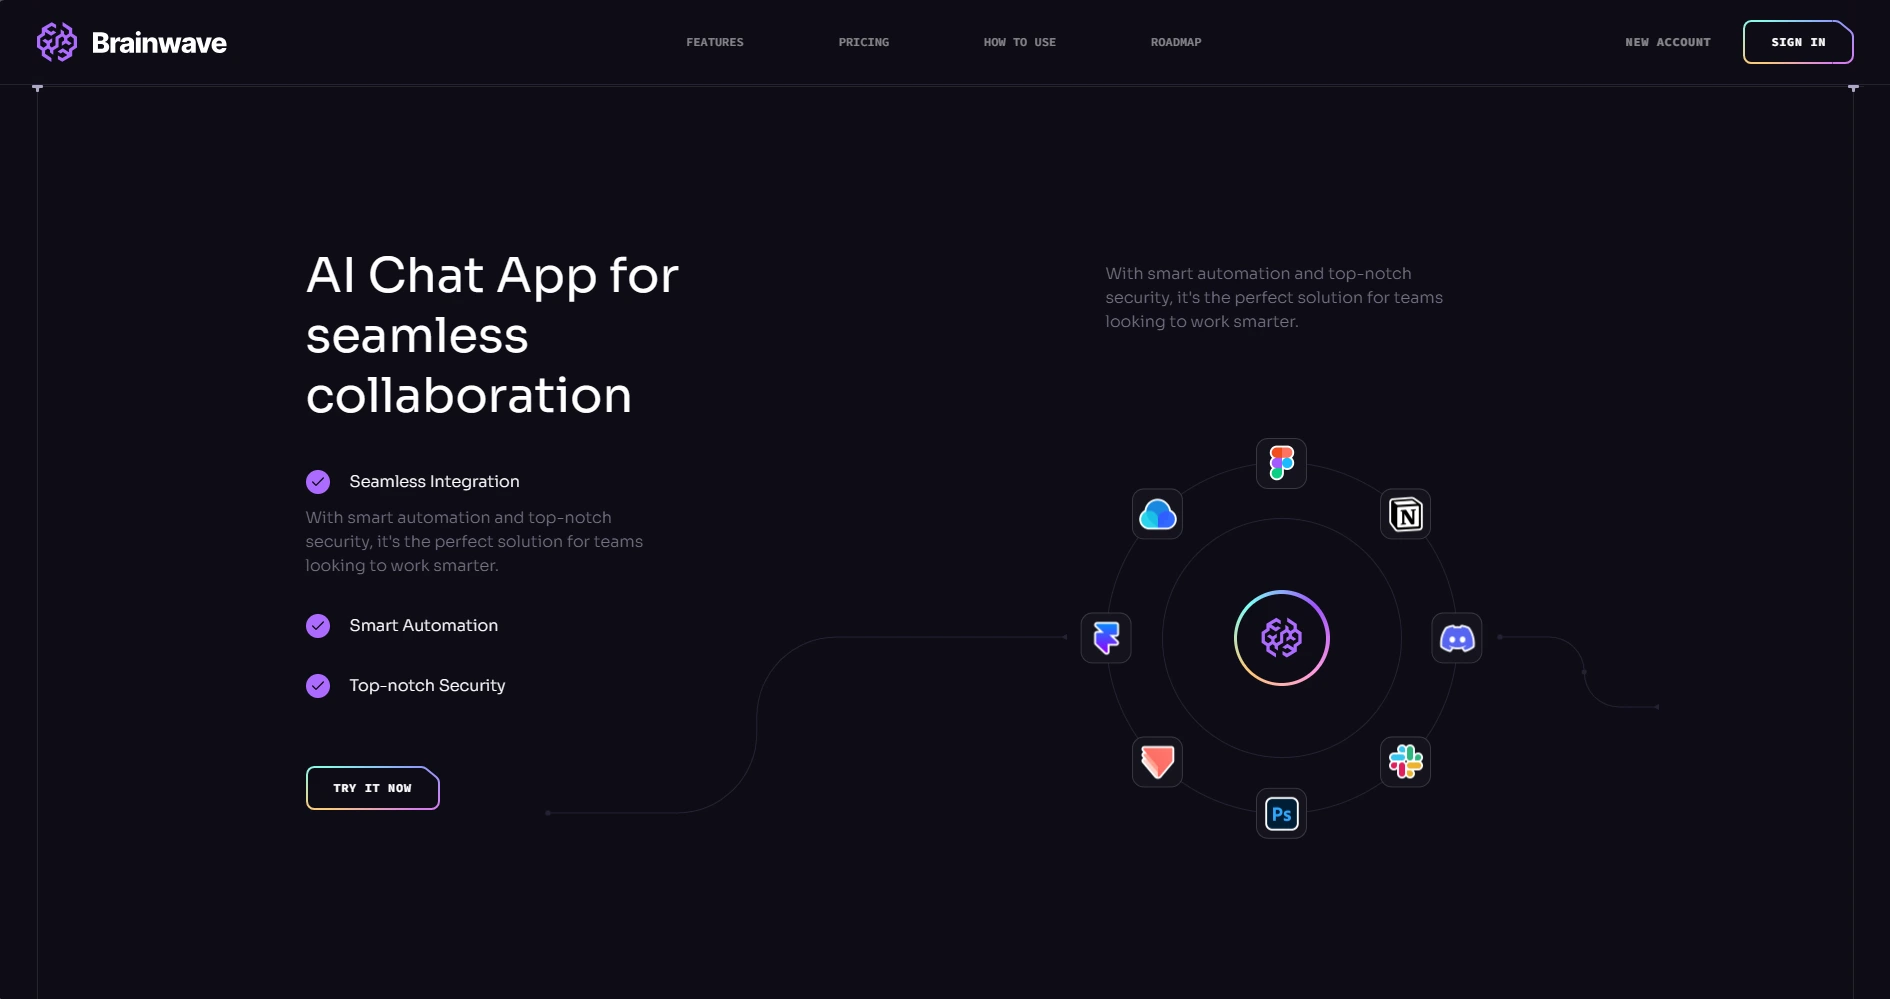 Brainwave
FEATURES
PRICING
HOW TO USE
ROADMAP
NEW ACCOUNT
SIGN IN
AI Chat App for
seamless
collaboration
Seamless Integration
With smart automation and top-notch
security, it's the perfect solution for teams
looking to work smarter.
Smart Automation
Top-notch Security
TRY IT NOW
With smart automation and top-notch
security, it's the perfect solution for teams
looking to work smarter.
N
Ps